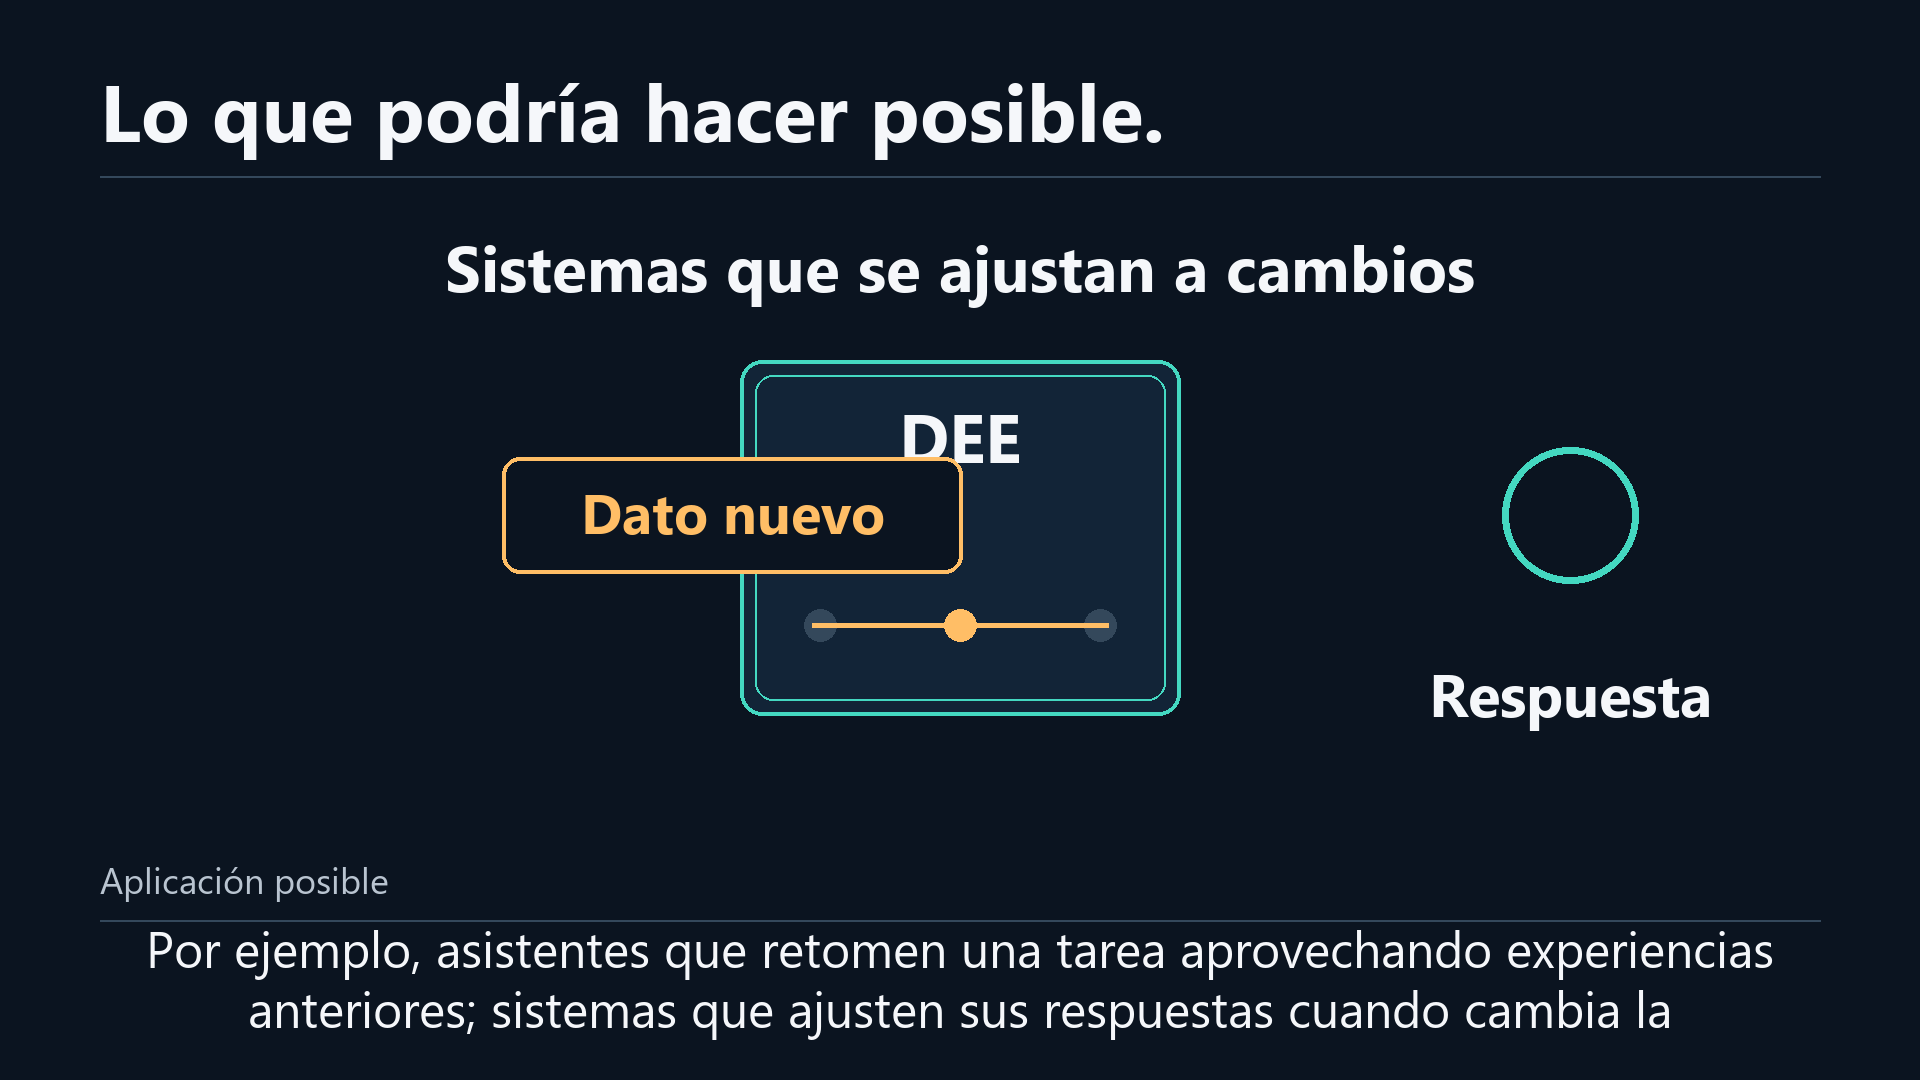 Lo que podría hacer posible.
Sistemas que se ajustan a cambios
DEE
Dato nuevo
Respuesta
Aplicación posible
Por ejemplo, asistentes que retomen una tarea aprovechando experiencias
anteriores; sistemas que ajusten sus respuestas cuando cambia la